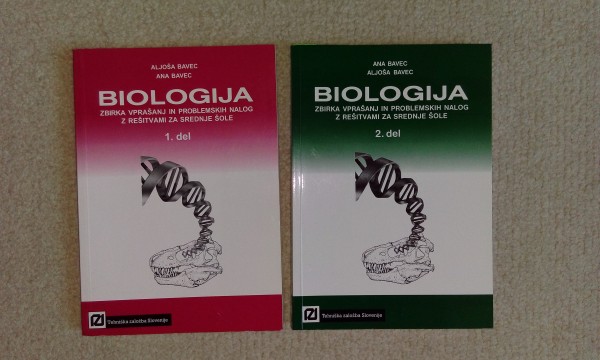 ALJOŠA BAVEC
ANA BAVEC
BIOLOGIJA
ZBIRKA VPRAŠANJ IN PROBLEMSKIH NALOG
Z REŠITVAMI ZA SREDNJE ŠOLE
1. del
Tehniška založba Slovenije
ANA BAVEC
ALJOŠA BAVEC
BIOLOGIJA
ZBIRKA VPRAŠANJ IN PROBLEMSKIH NALOG
Z REŠITVAMI ZA SREDNJE ŠOLE
2. del
Tehniška založba Slovenije